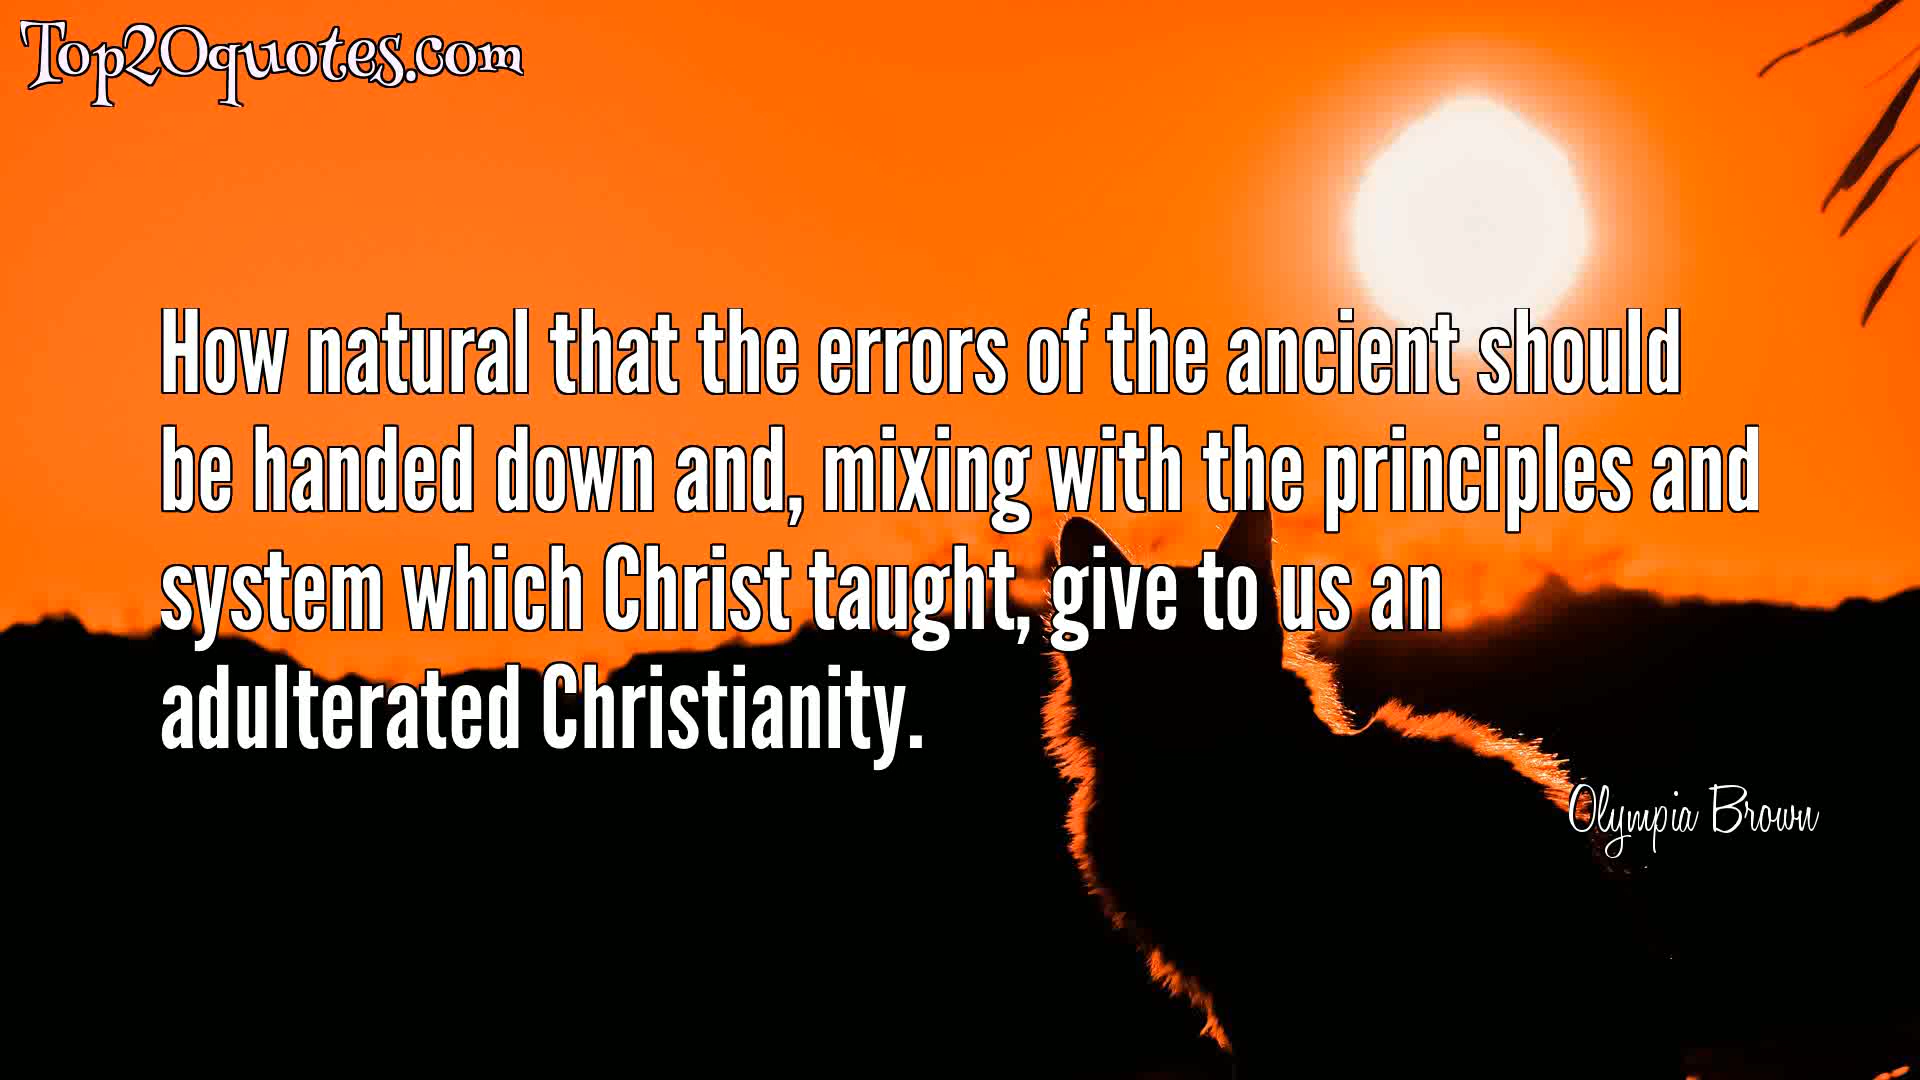 Top20quotes.com
How natural that the errors of the ancient should
be handed down and, mixing with the principles and
system which Christ taught, give to us an
adulterated Christianity.
Olympia Brown